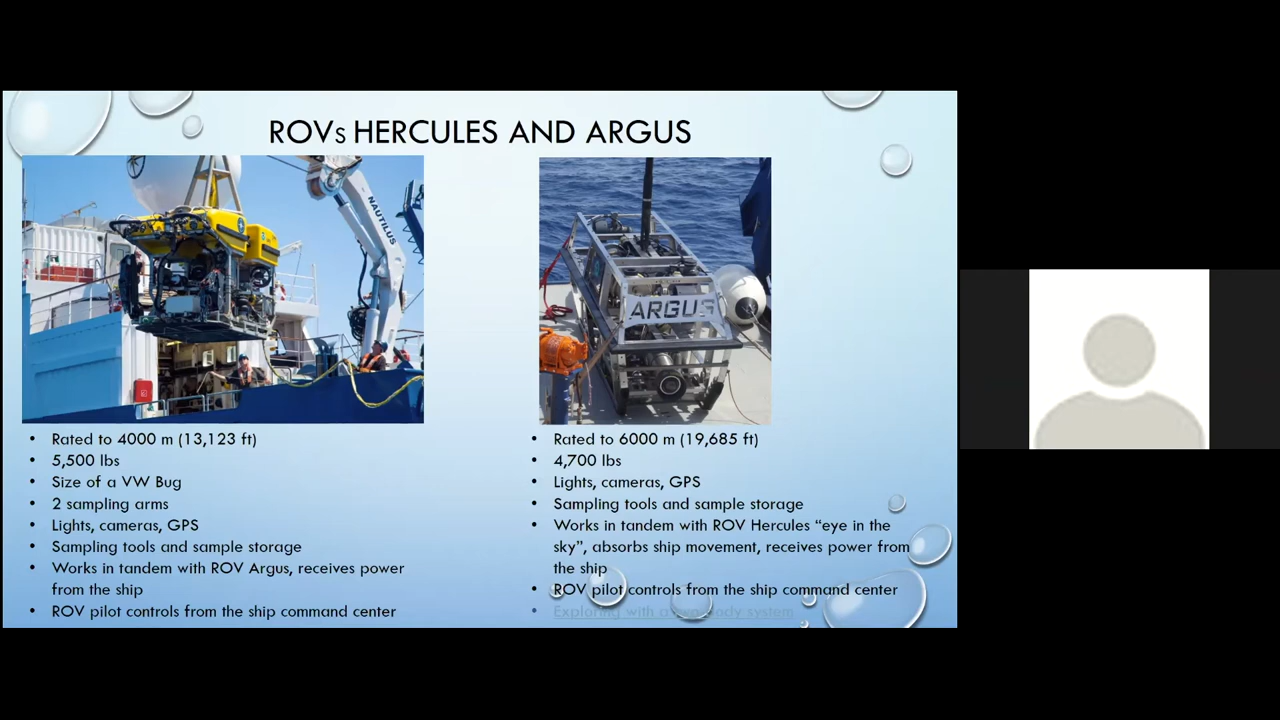 ROVs HERCULES AND ARGUS
NAUTILUS
ARGUS
• Rated to 4000 m (13,123 ft)
• 5,500 lbs
• Size of a VW Bug
• 2 sampling arms
• Lights, cameras, GPS
• Sampling tools and sample storage
• Works in tandem with ROV Argus, receives power
from the ship
• ROV pilot controls from the ship command center
• Rated to 6000 m (19,685 ft)
• 4,700 lbs
• Lights, cameras, GPS
• Sampling tools and sample storage
• Works in tandem with ROV Hercules “eye in the
sky”, absorbs ship movement, receives power from
the ship
• ROV pilot controls from the ship command center
• Exploring with a two-body system